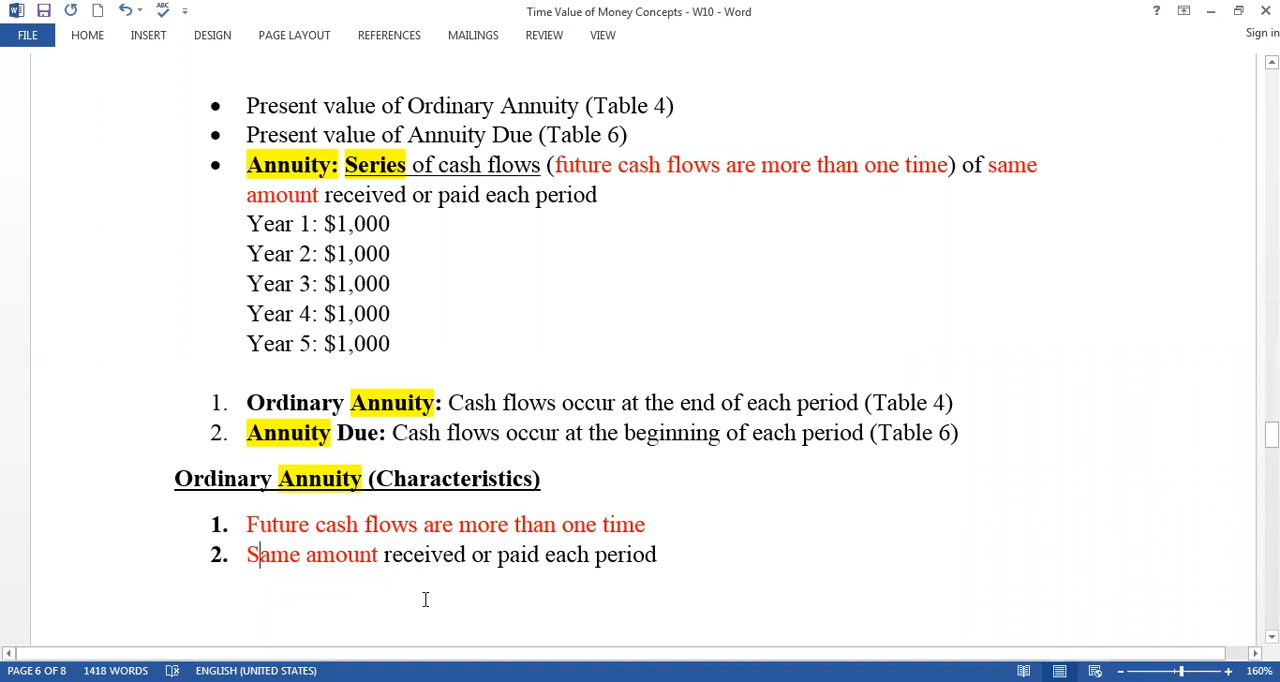 Time Value of Money Concepts - W10 - Word
Sign in
FILE HOME INSERT DESIGN PAGE LAYOUT REFERENCES MAILINGS REVIEW VIEW
• Present value of Ordinary Annuity (Table 4)
• Present value of Annuity Due (Table 6)
• Annuity: Series of cash flows (future cash flows are more than one time) of same
amount received or paid each period
Year 1: $1,000
Year 2: $1,000
Year 3: $1,000
Year 4: $1,000
Year 5: $1,000
1. Ordinary Annuity: Cash flows occur at the end of each period (Table 4)
2. Annuity Due: Cash flows occur at the beginning of each period (Table 6)
Ordinary Annuity (Characteristics)
1. Future cash flows are more than one time
2. Same amount received or paid each period
PAGE 6 OF 8 1418 WORDS ENGLISH (UNITED STATES) 160%